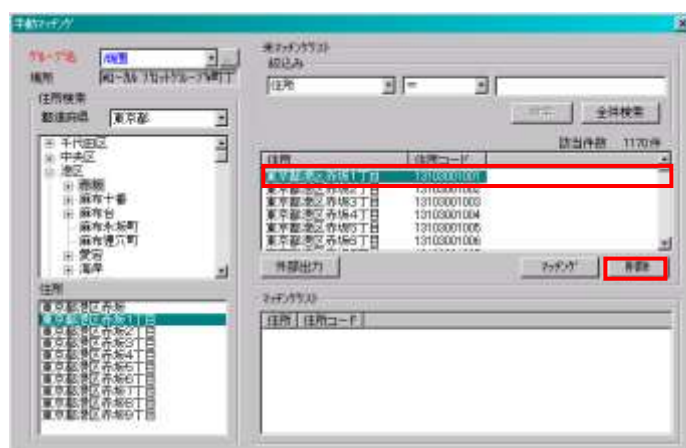 手動マッチング
グループ名
場所
住所検索
都道府県 東京都
千代田区
中央区
港区
赤坂
麻布十番
麻布台
麻布永坂町
麻布狸穴町
愛宕
海岸
住所
東京都港区赤坂
東京都港区赤坂1丁目
東京都港区赤坂2丁目
東京都港区赤坂3丁目
東京都港区赤坂4丁目
東京都港区赤坂5丁目
東京都港区赤坂6丁目
東京都港区赤坂7丁目
東京都港区赤坂8丁目
東京都港区赤坂9丁目
未マッチングリスト
絞込み
住所 =
全件検索
該当件数 1170件
住所 住所コード
東京都港区赤坂1丁目 13103001001
東京都港区赤坂2丁目 13103001002
東京都港区赤坂3丁目 13103001003
東京都港区赤坂4丁目 13103001004
東京都港区赤坂5丁目 13103001005
東京都港区赤坂6丁目 13103001006
外部出力 マッチング 削除
マッチングリスト
住所 住所コード